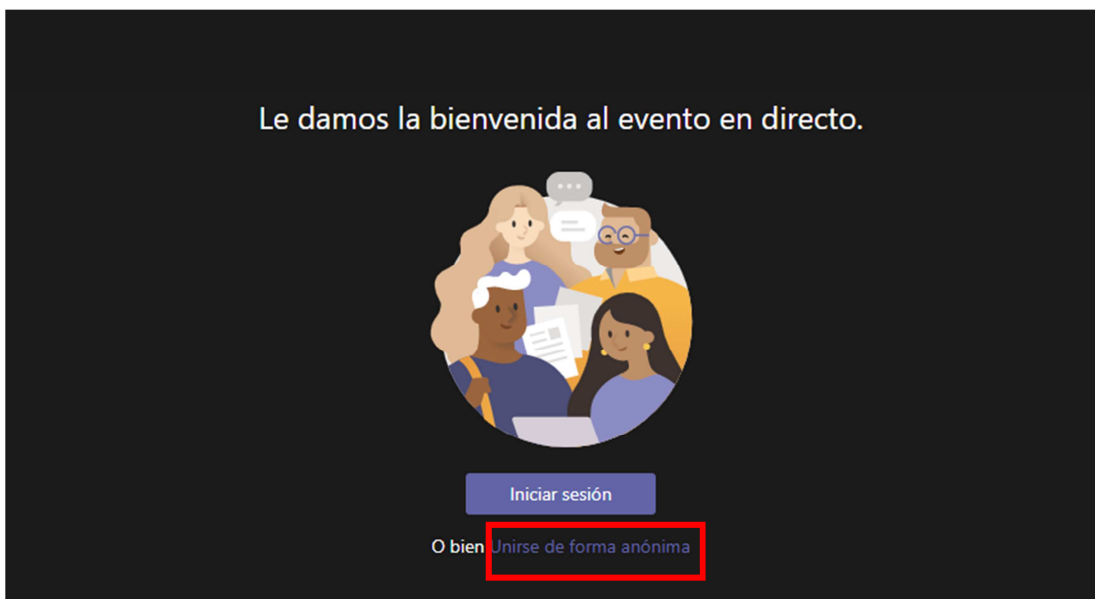 Le damos la bienvenida al evento en directo.
Iniciar sesión
O bien Unirse de forma anónima